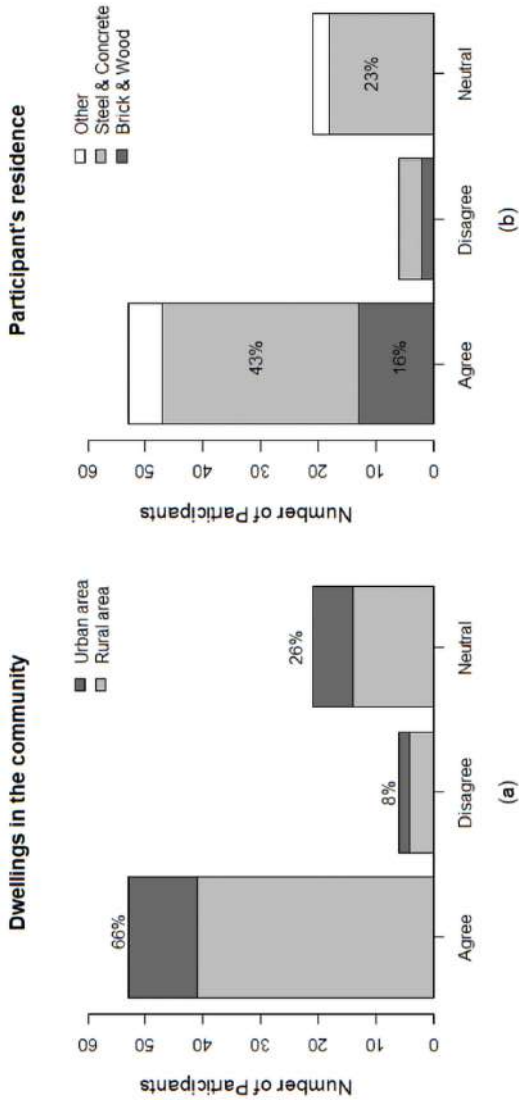 Dwellings in the community
Urban area
Rural area
Number of Participants
60
50
40
30
20
10
0
66%
8%
26%
Agree
Disagree
Neutral
(a)
Participant's residence
Other
Steel & Concrete
Brick & Wood
Number of Participants
60
50
40
30
20
10
0
43%
16%
23%
Agree
Disagree
Neutral
(b)